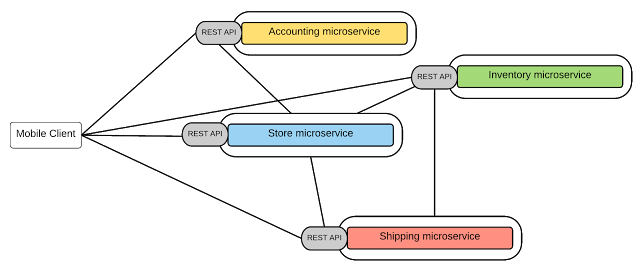 REST API
Accounting microservice
REST API
Inventory microservice
Mobile Client
REST API
Store microservice
REST API
Shipping microservice